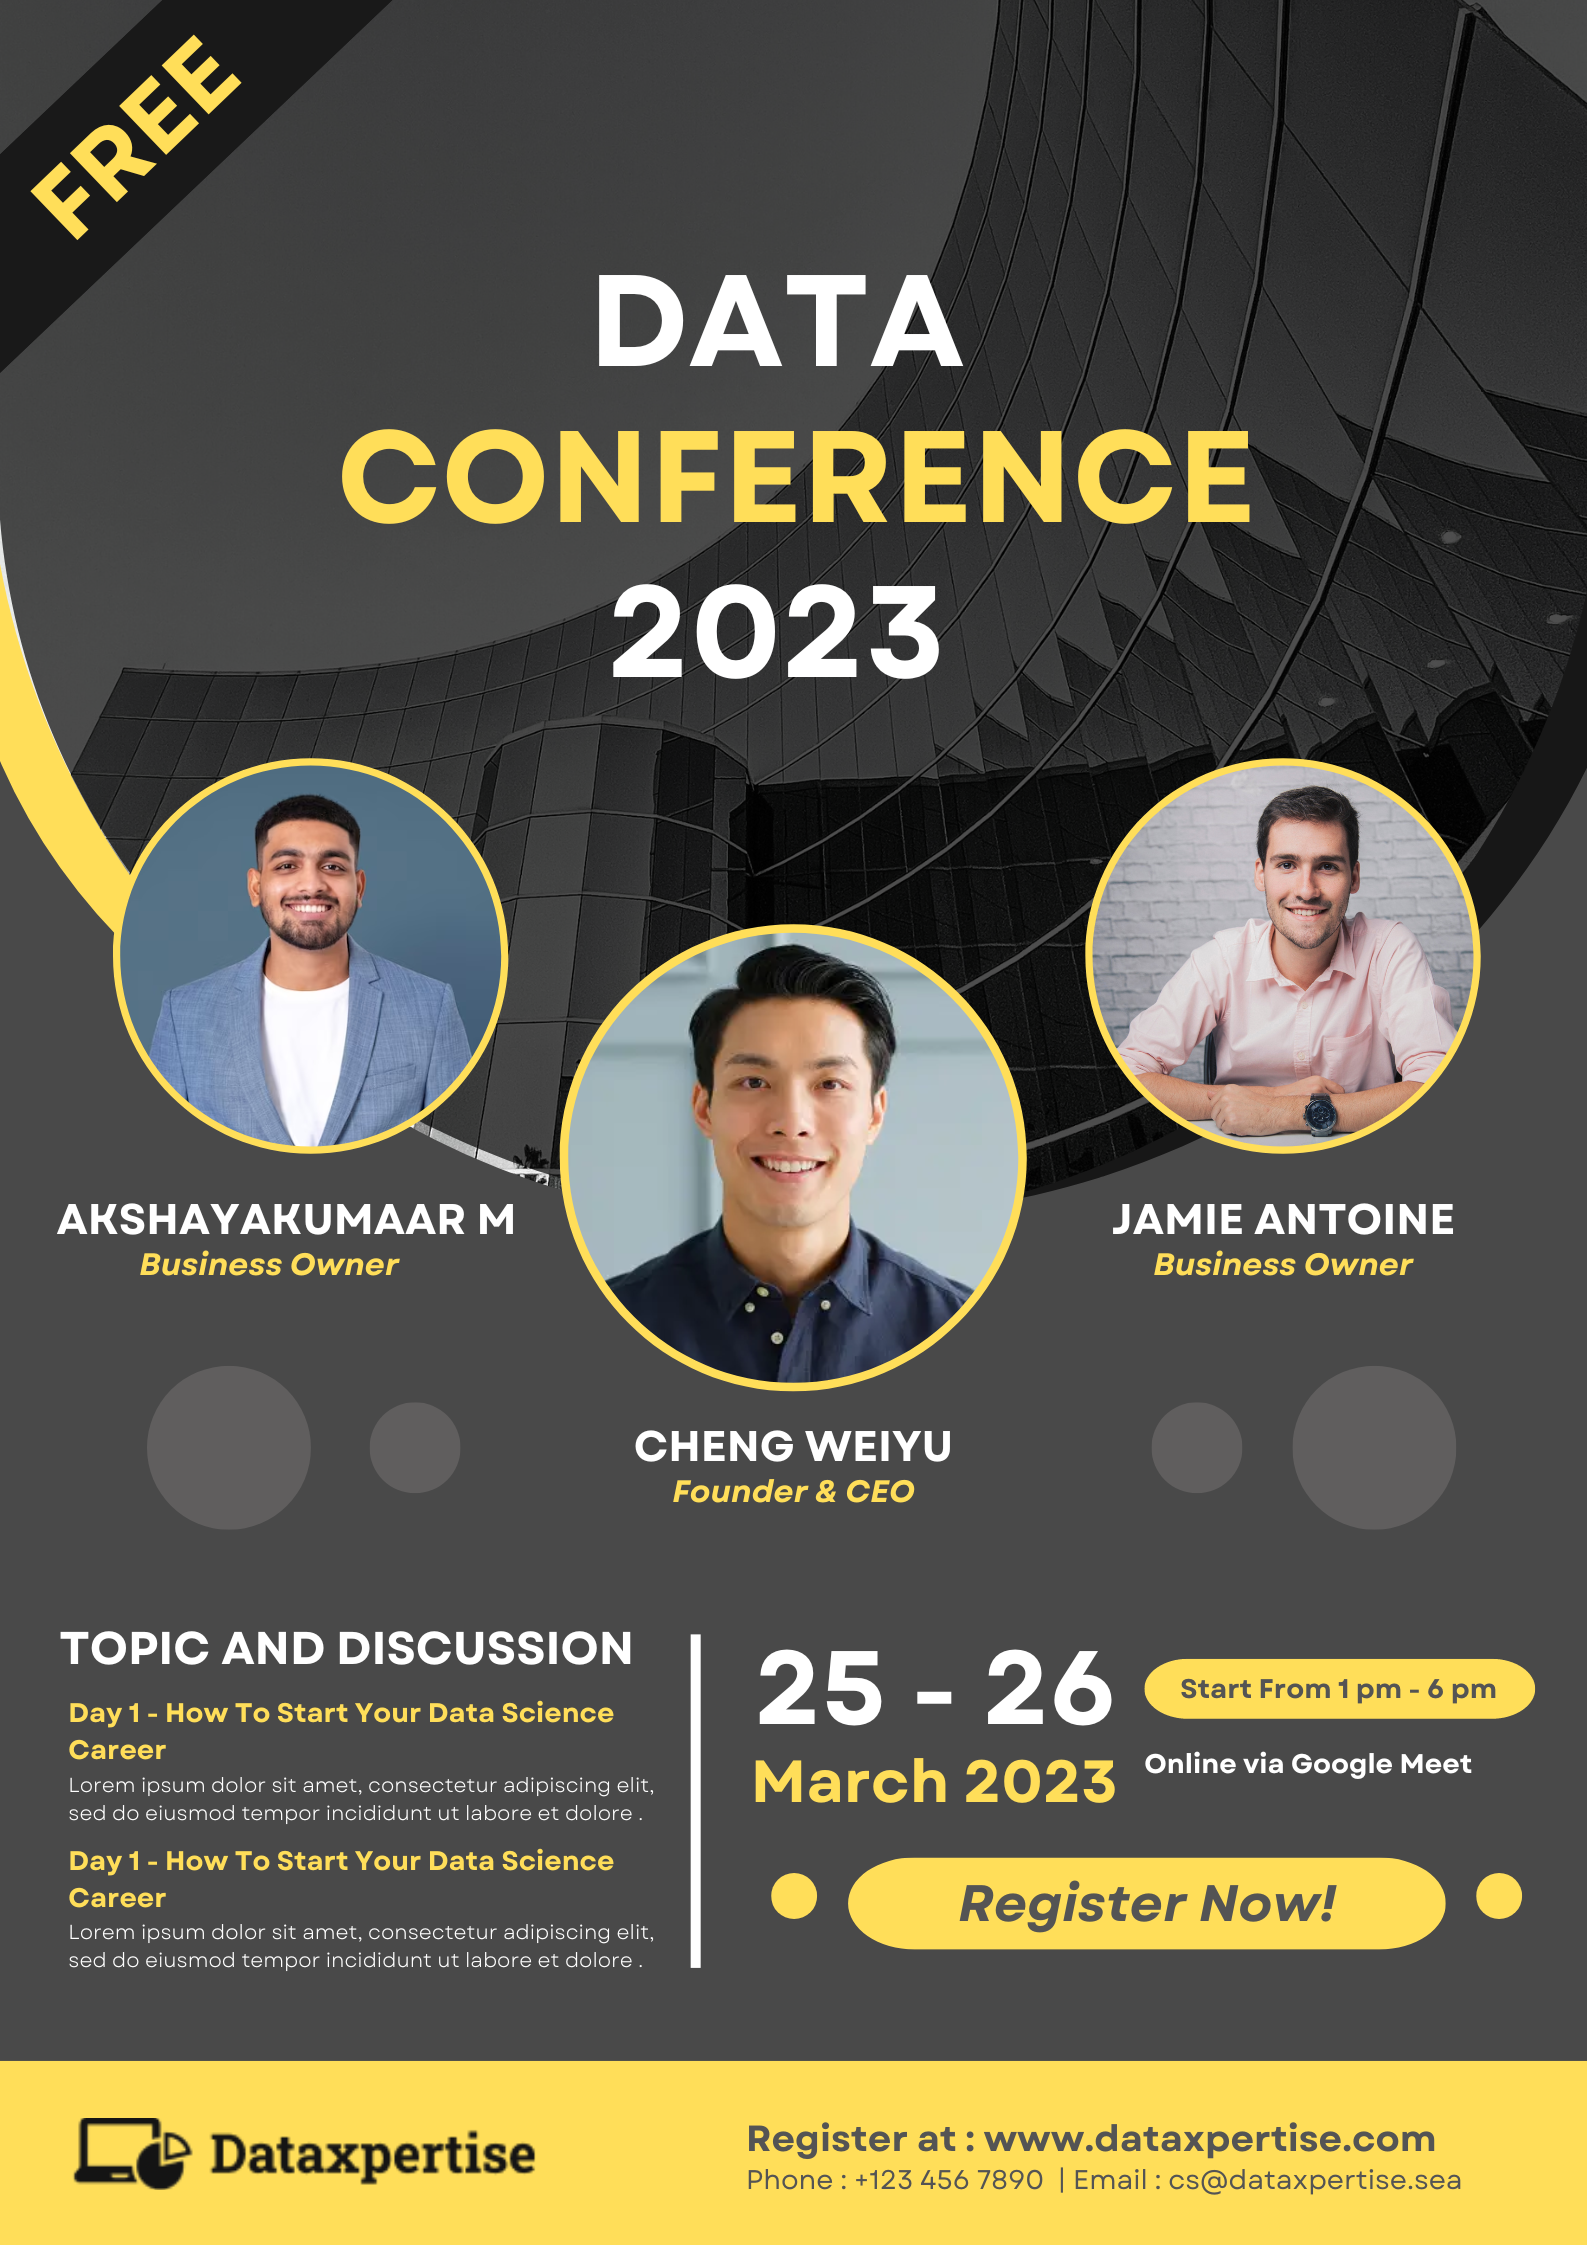 FREE
DATA
CONFERENCE
2023
AKSHAYAKUMAAR M
Business Owner
JAMIE ANTOINE
Business Owner
CHENG WEIYU
Founder & CEO
TOPIC AND DISCUSSION
Day 1 - How To Start Your Data Science
Career
Lorem ipsum dolor sit amet, consectetur adipiscing elit,
sed do eiusmod tempor incididunt ut labore et dolore .
Day 1 - How To Start Your Data Science
Career
Lorem ipsum dolor sit amet, consectetur adipiscing elit,
sed do eiusmod tempor incididunt ut labore et dolore .
25 - 26
March 2023
Start From 1 pm - 6 pm
Online via Google Meet
Register Now!
Dataxpertise
Register at : www.dataxpertise.com
Phone : +123 456 7890 | Email : cs@dataxpertise.sea